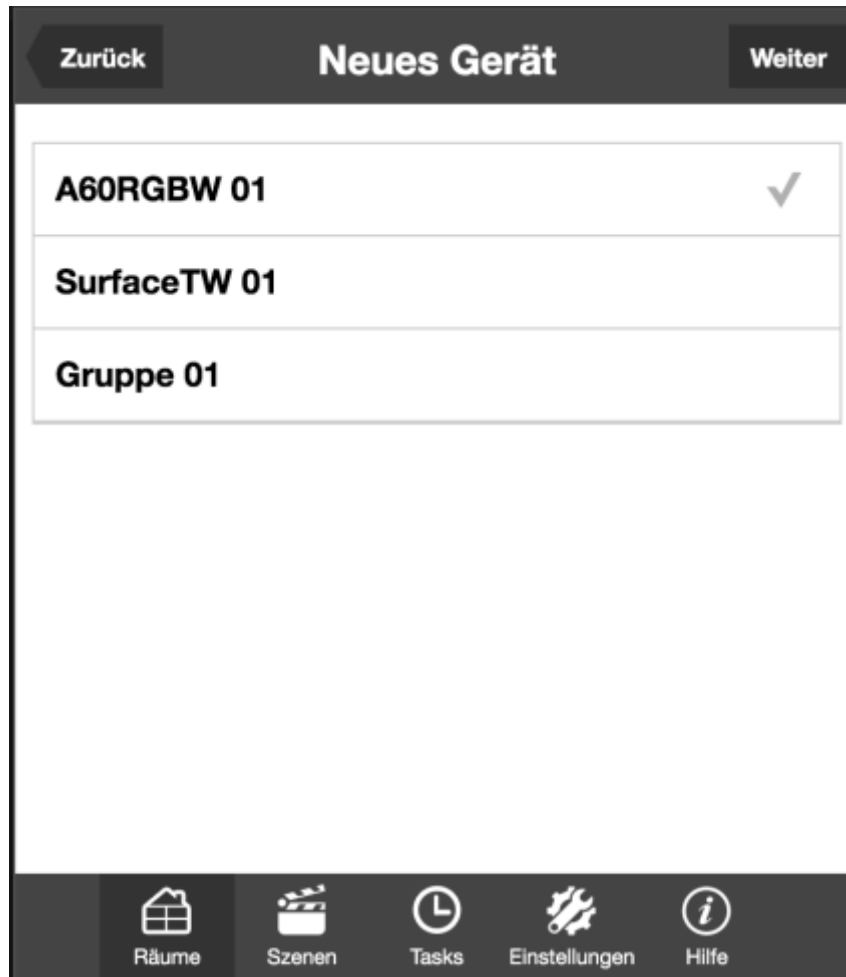 Zurück
Neues Gerät
Weiter
A60RGBW 01
SurfaceTW 01
Gruppe 01
Räume
Szenen
Tasks
Einstellungen
Hilfe